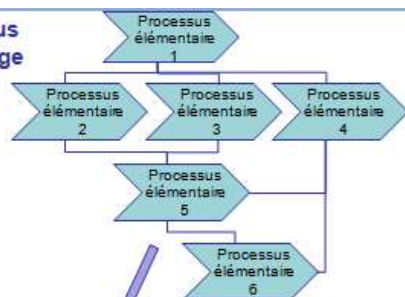 us
Processus
élémentaire
1
ge
Processus
élémentaire
2
Processus
élémentaire
3
Processus
élémentaire
4
Processus
élémentaire
5
Processus
élémentaire
6